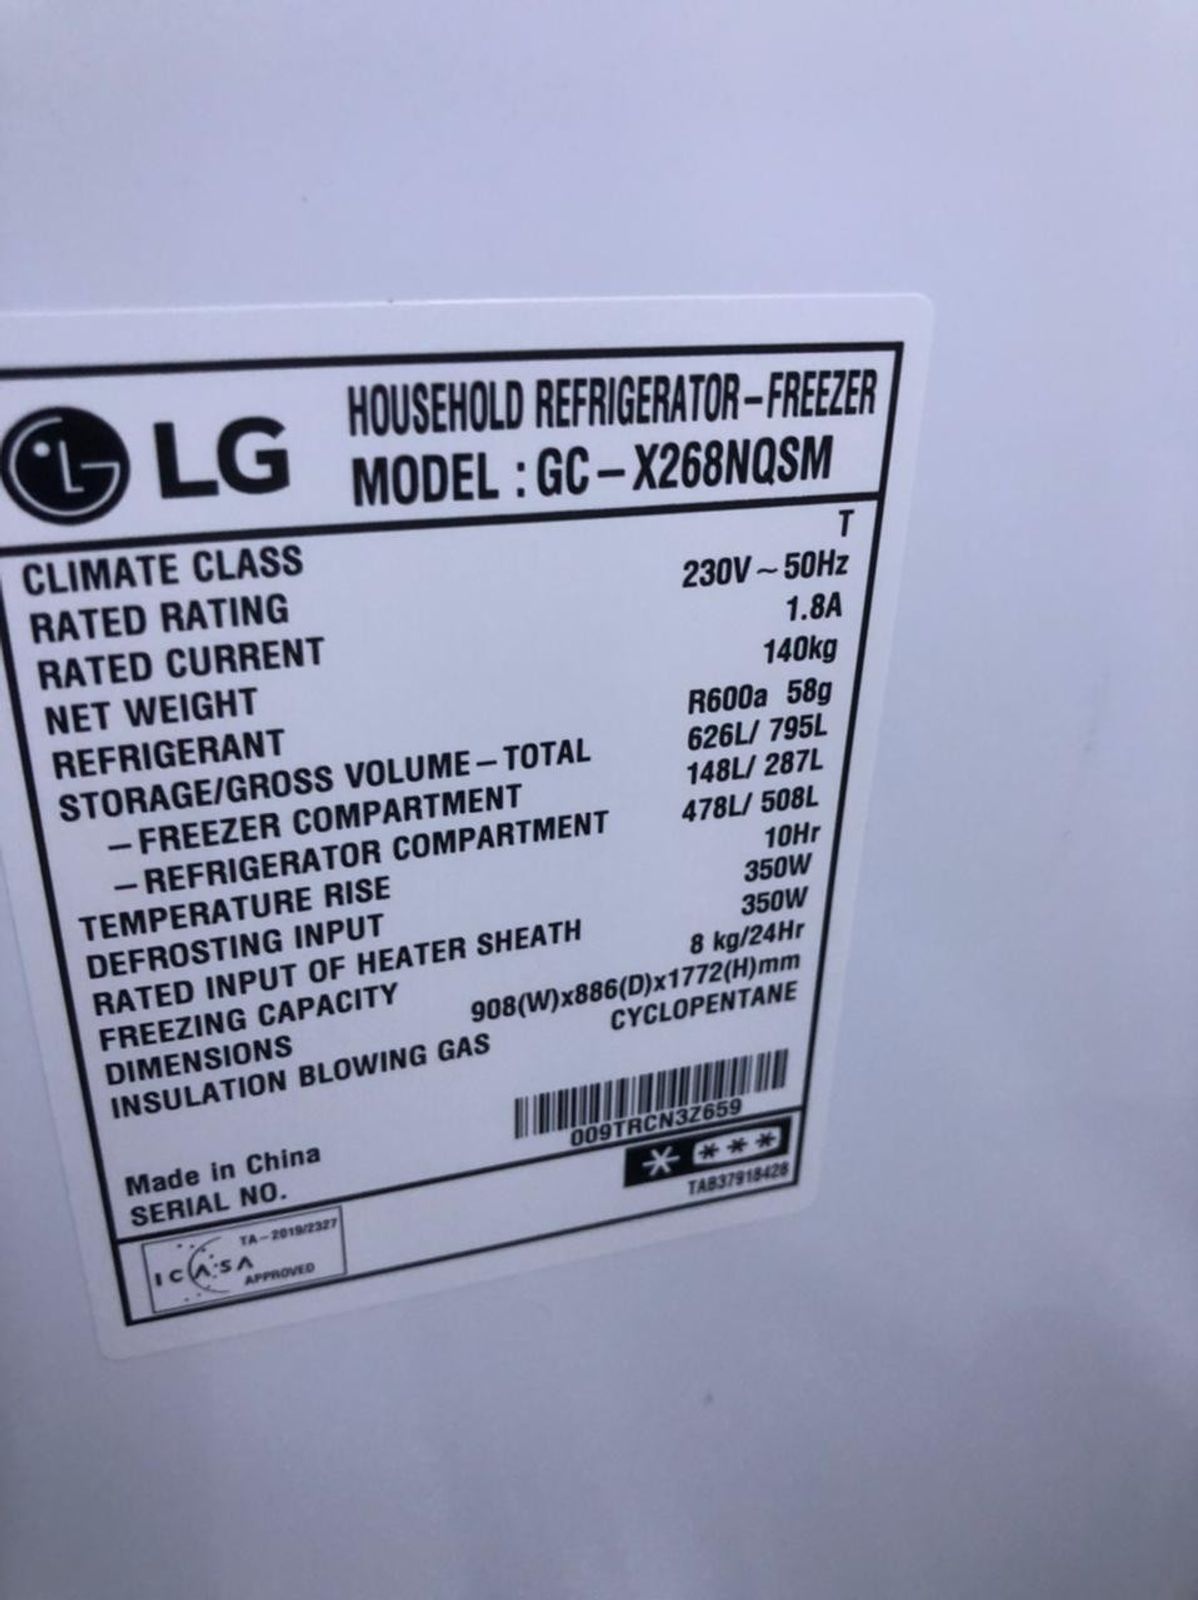 LG
HOUSEHOLD REFRIGERATOR-FREEZER
MODEL : GC-X268NQSM
CLIMATE CLASS T
RATED RATING 230V~50Hz
RATED CURRENT 1.8A
NET WEIGHT 140kg
REFRIGERANT R600a 58g
STORAGE/GROSS VOLUME-TOTAL 626L/ 795L
-FREEZER COMPARTMENT 148L/ 287L
-REFRIGERATOR COMPARTMENT 478L/ 508L
TEMPERATURE RISE 10Hr
DEFROSTING INPUT 350W
RATED INPUT OF HEATER SHEATH 350W
FREEZING CAPACITY 8 kg/24Hr
DIMENSIONS 908(W)x886(D)x1772(H)mm
INSULATION BLOWING GAS CYCLOPENTANE
009TRCN3Z659
Made in China
SERIAL NO.
TAB37918428
TA-2019/2327
ICASA
APPROVED